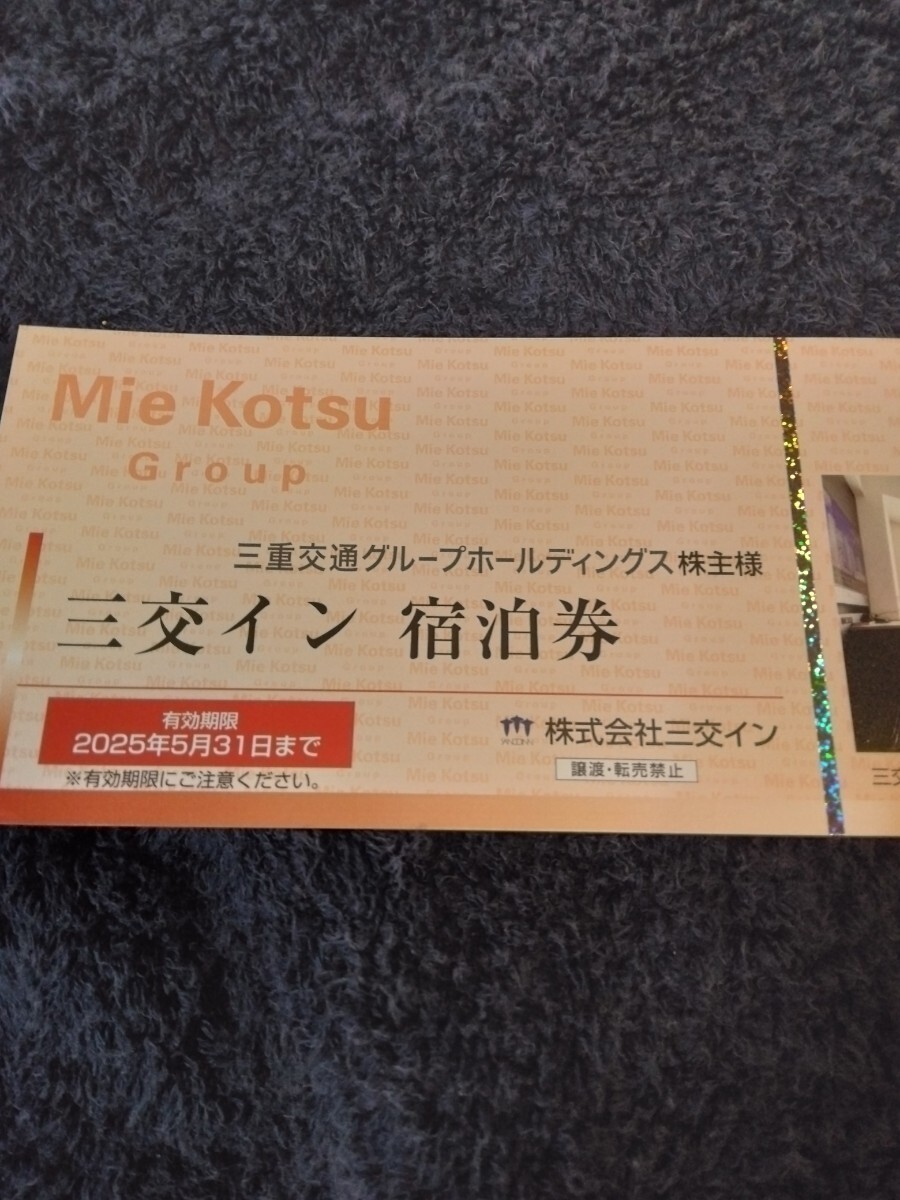 Mie Kotsu
Group
三重交通グループホールディングス株主様
三交イン 宿泊券
有効期限
2025年5月31日まで
※有効期限にご注意ください。
株式会社三交イン
譲渡・転売禁止
三交